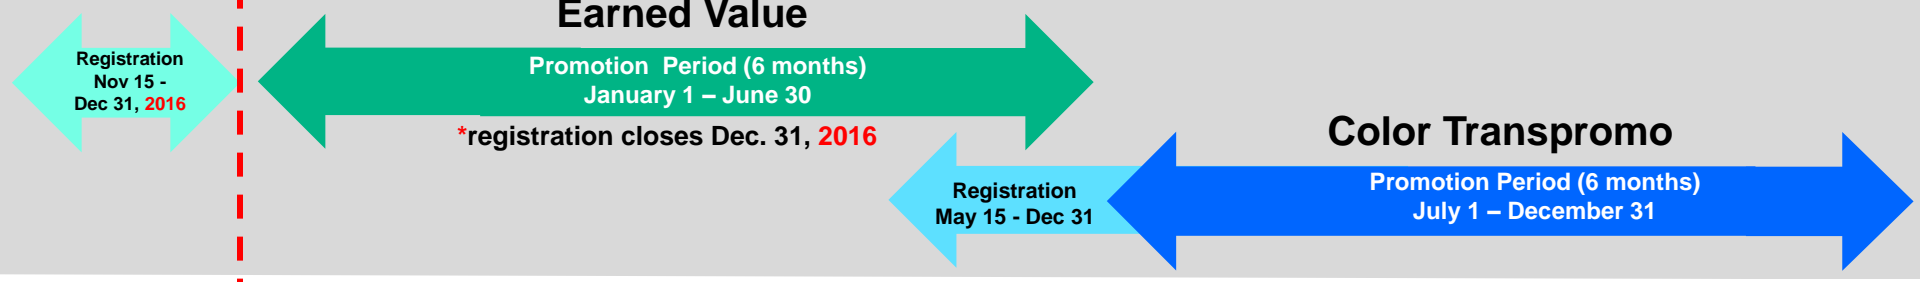 Earned Value
Registration
Nov 15 -
Dec 31, 2016
Promotion  Period (6 months)
January 1 – June 30
*registration closes Dec. 31, 2016
Color Transpromo
Registration
May 15 - Dec 31
Promotion Period (6 months)
July 1 – December 31